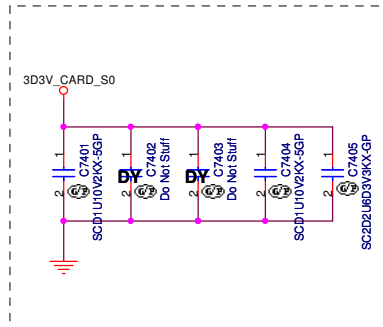 3D3V_CARD_S0
1
2
G/P
C7401
SCD1U10V2KX-5GP
1
2
DY
G/P
C7402
Do Not Stuff
1
2
DY
G/P
C7403
Do Not Stuff
1
2
G/P
C7404
SCD1U10V2KX-5GP
1
2
G/P
C7405
SC2D2U6D3V3KX-GP